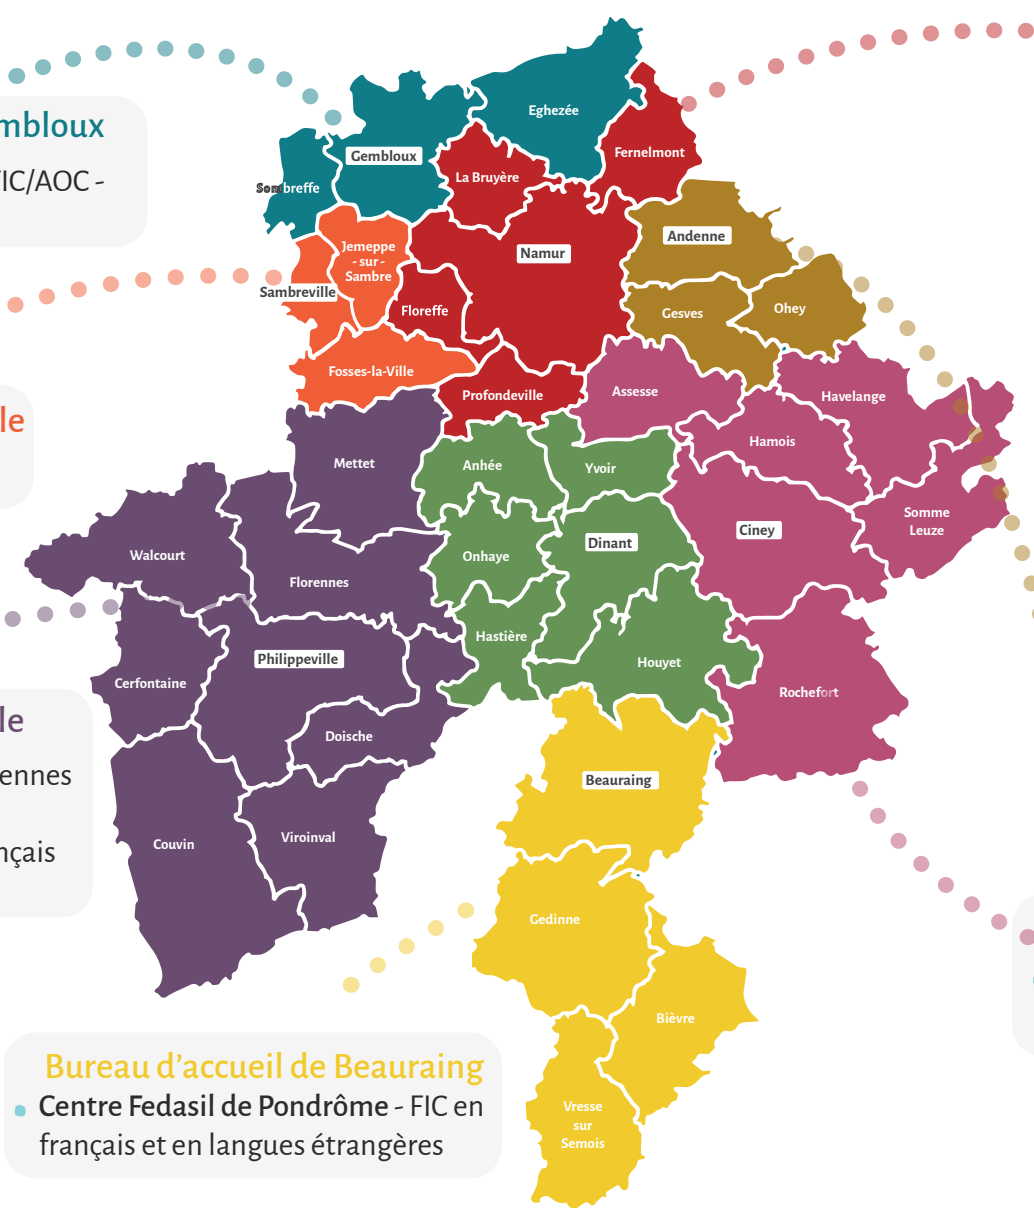 mbloux
FIC/AOC -
le
le
ennes
nçais
Eghezée
Gembloux
Fernelmont
La Bruyère
Sombreffe
Andenne
Jemeppe
- sur -
Sambre
Namur
Sambreville
Floreffe
Gesves
Ohey
Fosses-la-Ville
Profondeville
Assesse
Havelange
Hamois
Mettet
Anhée
Yvoir
Somme
Leuze
Ciney
Dinant
Walcourt
Onhaye
Florennes
Hastière
Philippeville
Houyet
Cerfontaine
Rochefort
Doische
Beauraing
Couvin
Viroinval
Gedinne
Bièvre
Vresse
sur
Semois
Bureau d’accueil de Beauraing
Centre Fedasil de Pondrôme - FIC en
français et en langues étrangères